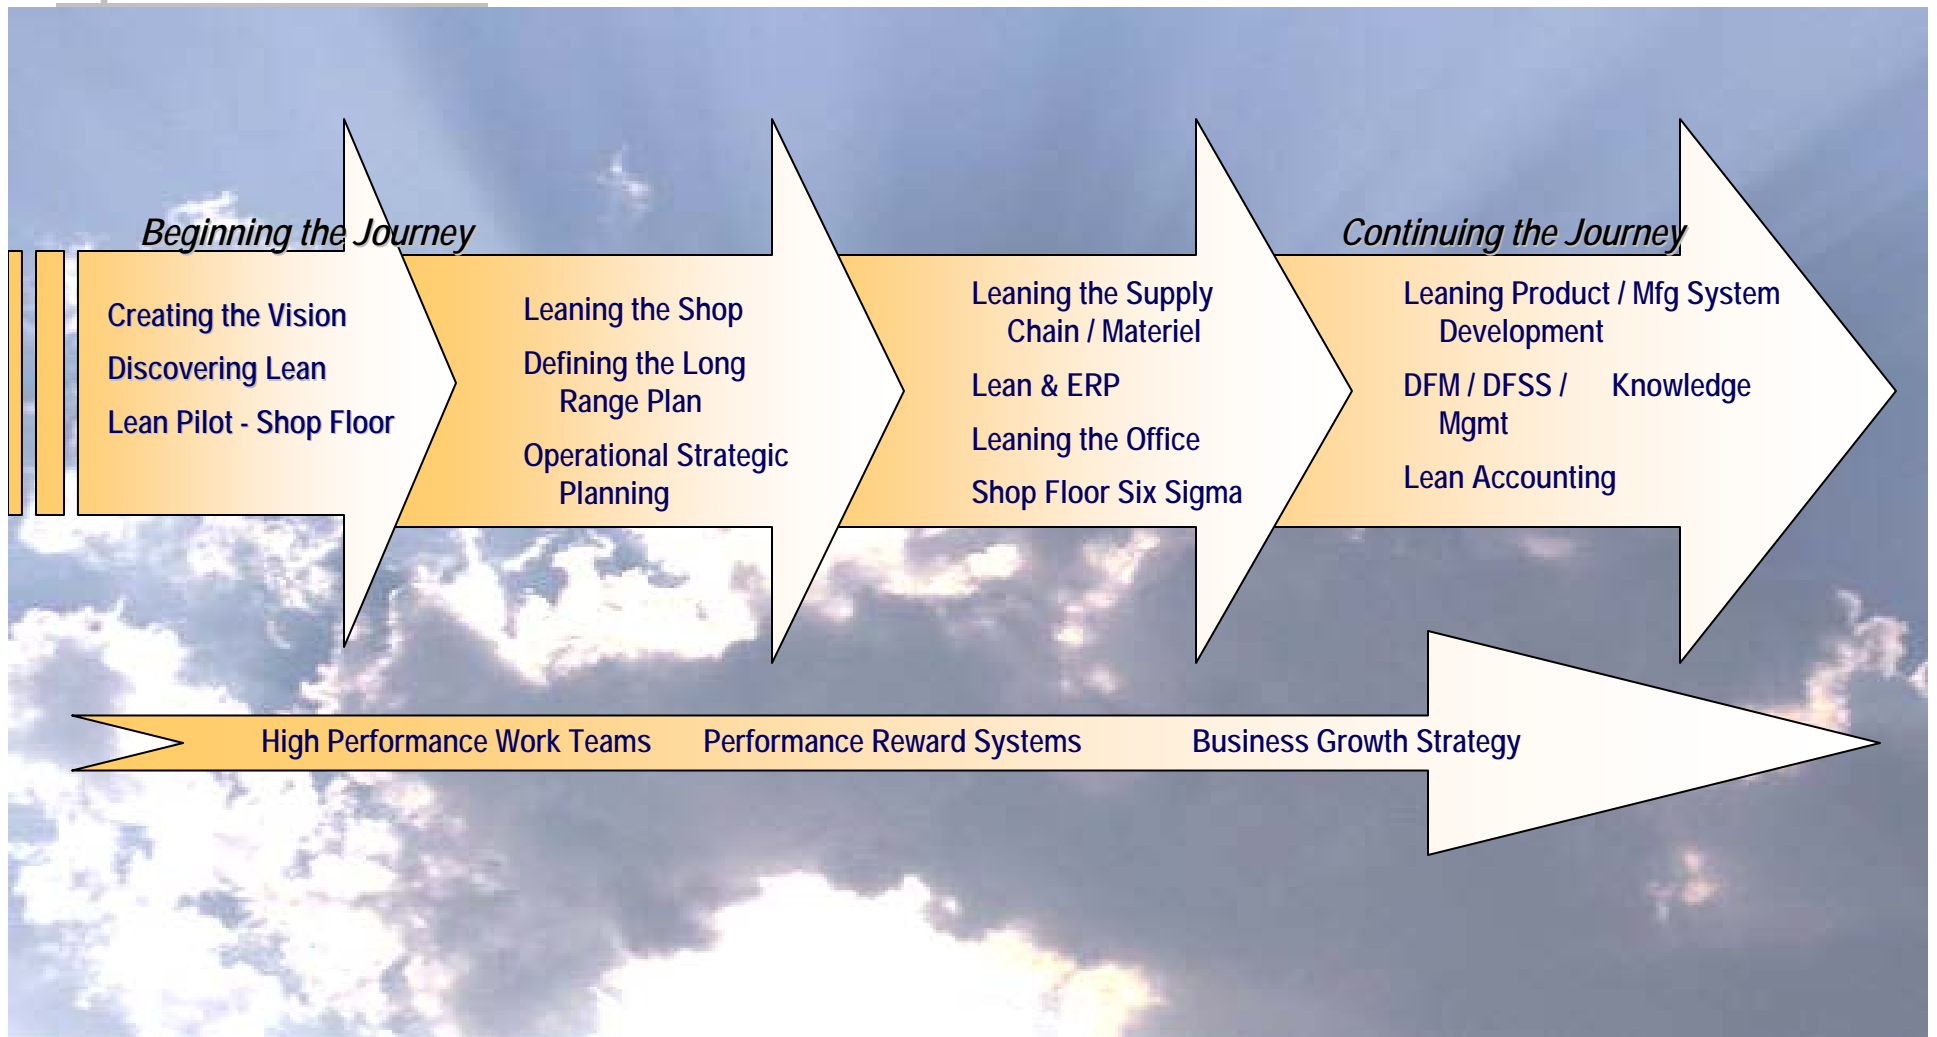 Beginning the Journey
Continuing the Journey
Creating the Vision
Discovering Lean
Lean Pilot - Shop Floor
Leaning the Shop
Defining the Long
Range Plan
Operational Strategic
Planning
Leaning the Supply
Chain / Materiel
Lean & ERP
Leaning the Office
Shop Floor Six Sigma
Leaning Product / Mfg System
Development
DFM / DFSS / Knowledge
Mgmt
Lean Accounting
High Performance Work Teams Performance Reward Systems Business Growth Strategy